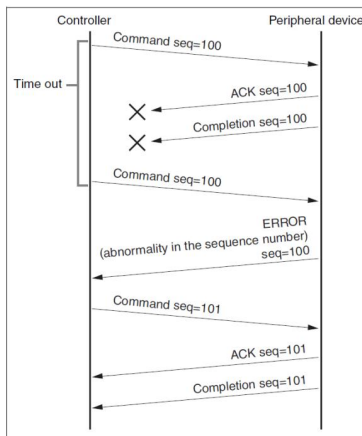 Controller
Peripheral device
Command seq=100
Time out
ACK seq=100
Completion seq=100
Command seq=100
ERROR
(abnormality in the sequence number)
seq=100
Command seq=101
ACK seq=101
Completion seq=101